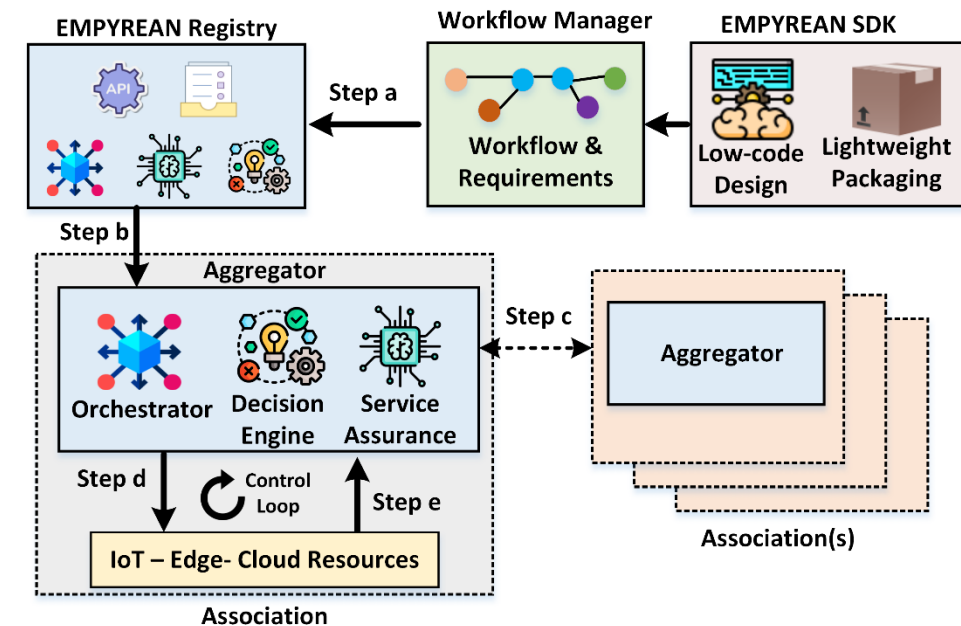 EMPYREAN Registry
Workflow Manager
EMPYREAN SDK
API
Step a
Workflow &
Requirements
Low-code
Design
Lightweight
Packaging
Step b
Aggregator
Orchestrator
Decision
Engine
Service
Assurance
Step c
Aggregator
Step d
Control
Loop
Step e
IoT – Edge- Cloud Resources
Association
Association(s)